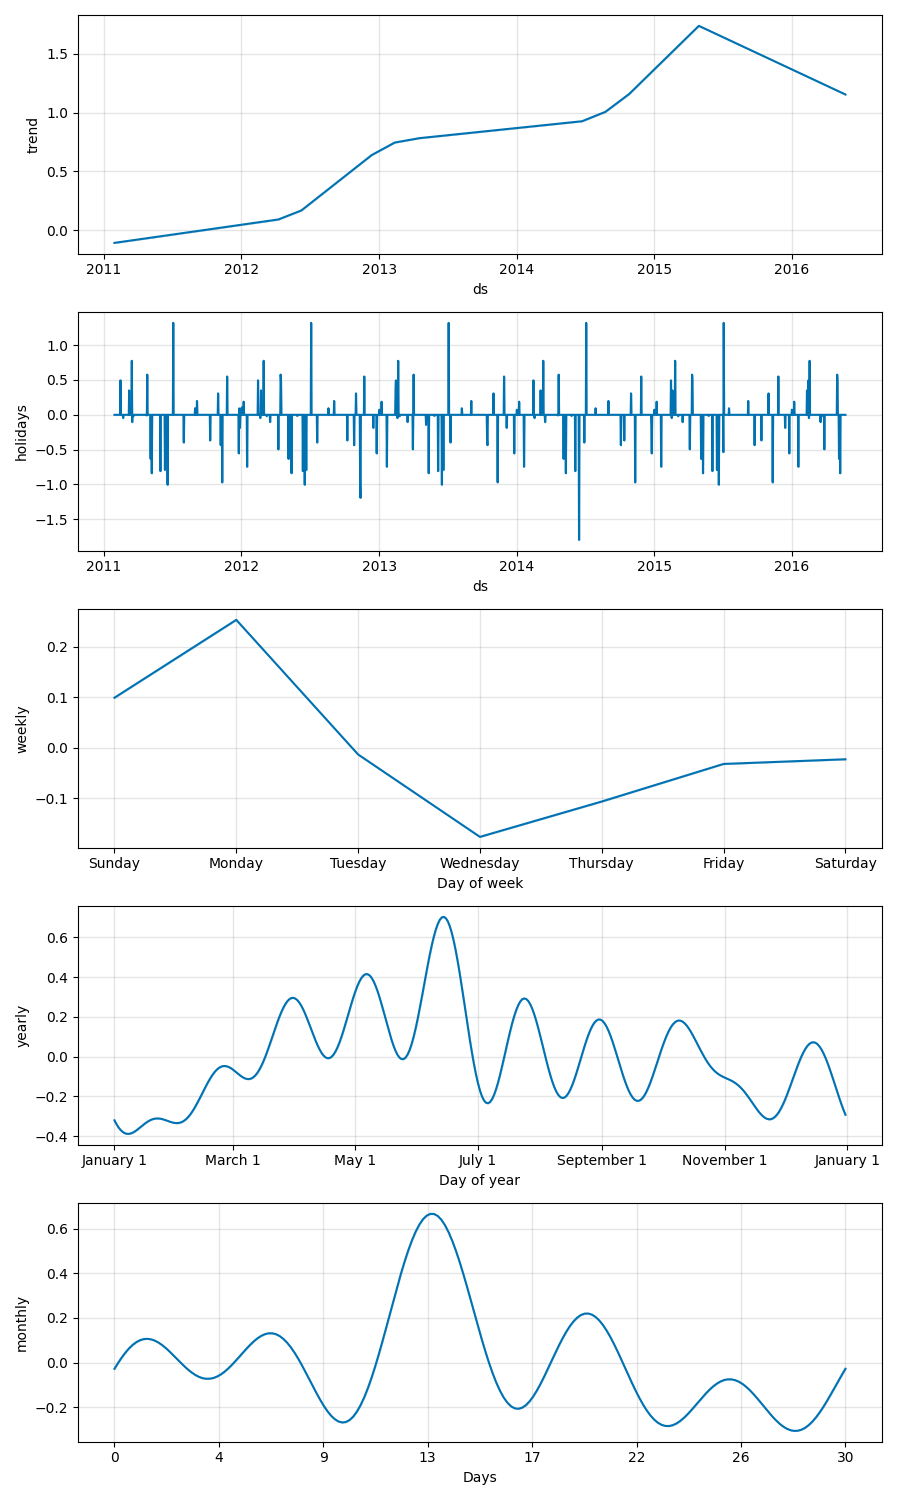 1.5
1.0
0.5
0.0
trend
2011 2012 2013 2014 2015 2016
ds
1.0
0.5
0.0
−0.5
−1.0
−1.5
holidays
2011 2012 2013 2014 2015 2016
ds
0.2
0.1
0.0
−0.1
weekly
Sunday Monday Tuesday Wednesday Thursday Friday Saturday
Day of week
0.6
0.4
0.2
0.0
−0.2
−0.4
yearly
January 1 March 1 May 1 July 1 September 1 November 1 January 1
Day of year
0.6
0.4
0.2
0.0
−0.2
monthly
0 4 9 13 17 22 26 30
Days